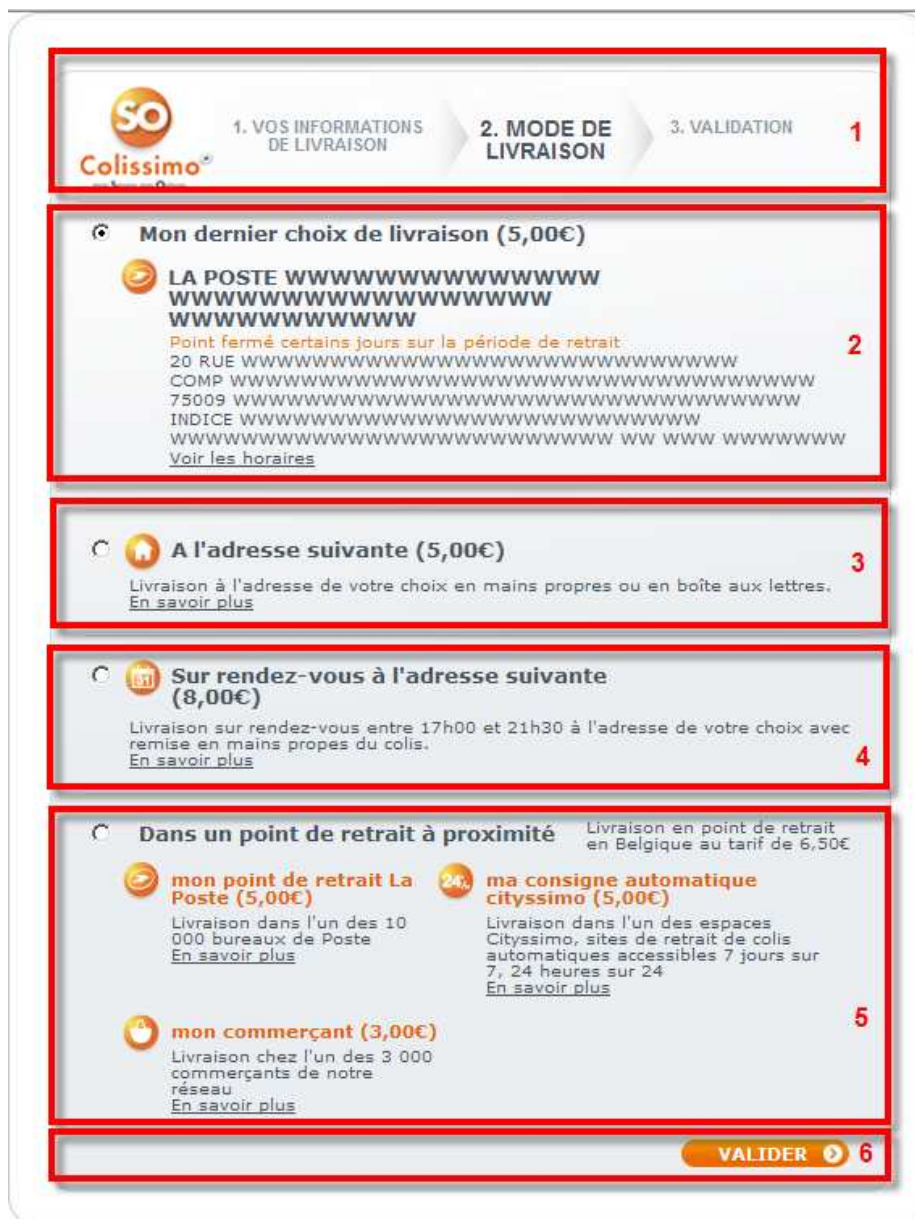 SO
Colissimo
1. VOS INFORMATIONS
DE LIVRAISON
2. MODE DE
LIVRAISON
3. VALIDATION
1
Mon dernier choix de livraison (5,00€)
LA POSTE WWWWWWWWWWWWWW
WWWWWWWWWWWWWWWWW
WWWWWWWWWWW
Point fermé certains jours sur la période de retrait
2
20 RUE WWWWWWWWWWWWWWWWWWWWWWWWWWWW
COMP WWWWWWWWWWWWWWWWWWWWWWWWWWWWWWWWW
75009 WWWWWWWWWWWWWWWWWWWWWWWWWWWWWWWW
INDICE WWWWWWWWWWWWWWWWWWWWWWWWWW
WWWWWWWWWWWWWWWWWWWWWWWWW WW WWW WWWWWWW
Voir les horaires
A l'adresse suivante (5,00€)
3
Livraison à l'adresse de votre choix en mains propres ou en boîte aux lettres.
En savoir plus
31
Sur rendez-vous à l'adresse suivante
(8,00€)
Livraison sur rendez-vous entre 17h00 et 21h30 à l'adresse de votre choix avec
remise en mains propes du colis.
En savoir plus
4
Dans un point de retrait à proximité
Livraison en point de retrait
en Belgique au tarif de 6,50€
mon point de retrait La
Poste (5,00€)
Livraison dans l'un des 10
000 bureaux de Poste
En savoir plus
ma consigne automatique
cityssimo (5,00€)
Livraison dans l'un des espaces
Cityssimo, sites de retrait de colis
automatiques accessibles 7 jours sur
7, 24 heures sur 24
En savoir plus
5
mon commerçant (3,00€)
Livraison chez l'un des 3 000
commerçants de notre
réseau
En savoir plus
VALIDER
6